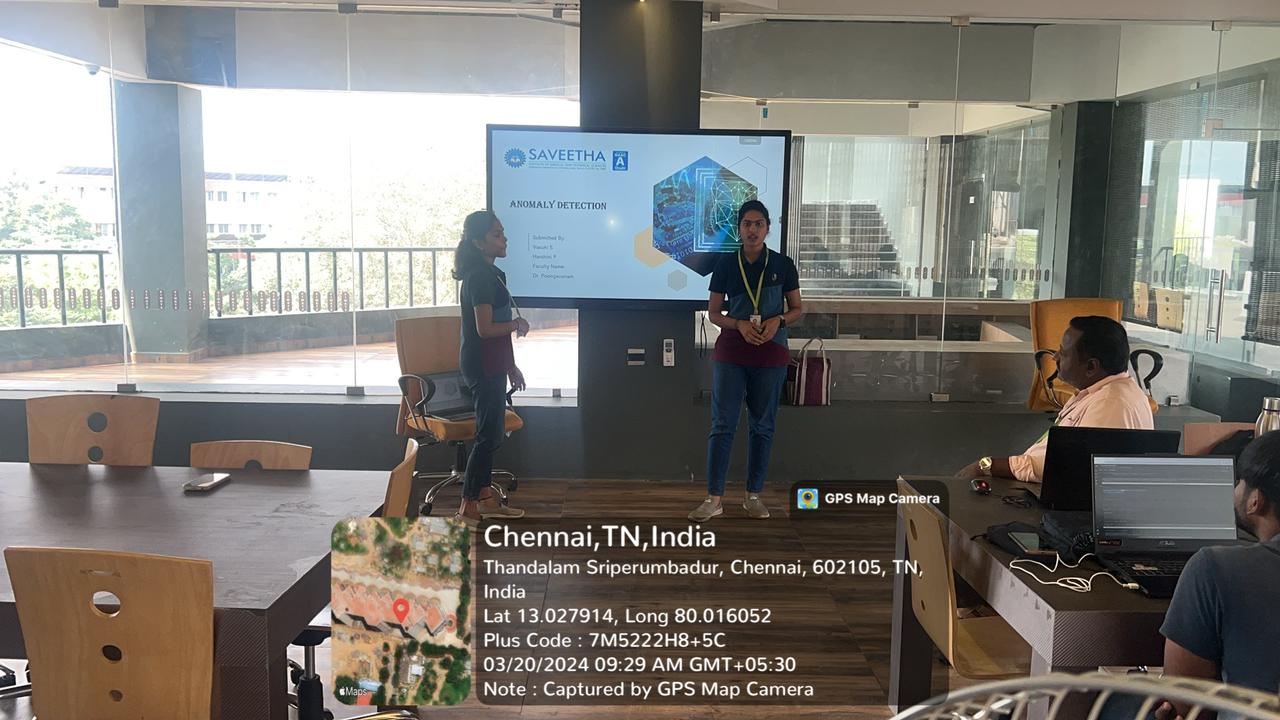 SAVEETHA
ANOMALY DETECTION
Submitted By
Faculty Name
GPS Map Camera
Chennai,TN,India
Thandalam Sriperumbadur, Chennai, 602105, TN,
India
Lat 13.027914, Long 80.016052
Plus Code : 7M5222H8+5C
03/20/2024 09:29 AM GMT+05:30
Note : Captured by GPS Map Camera
Maps